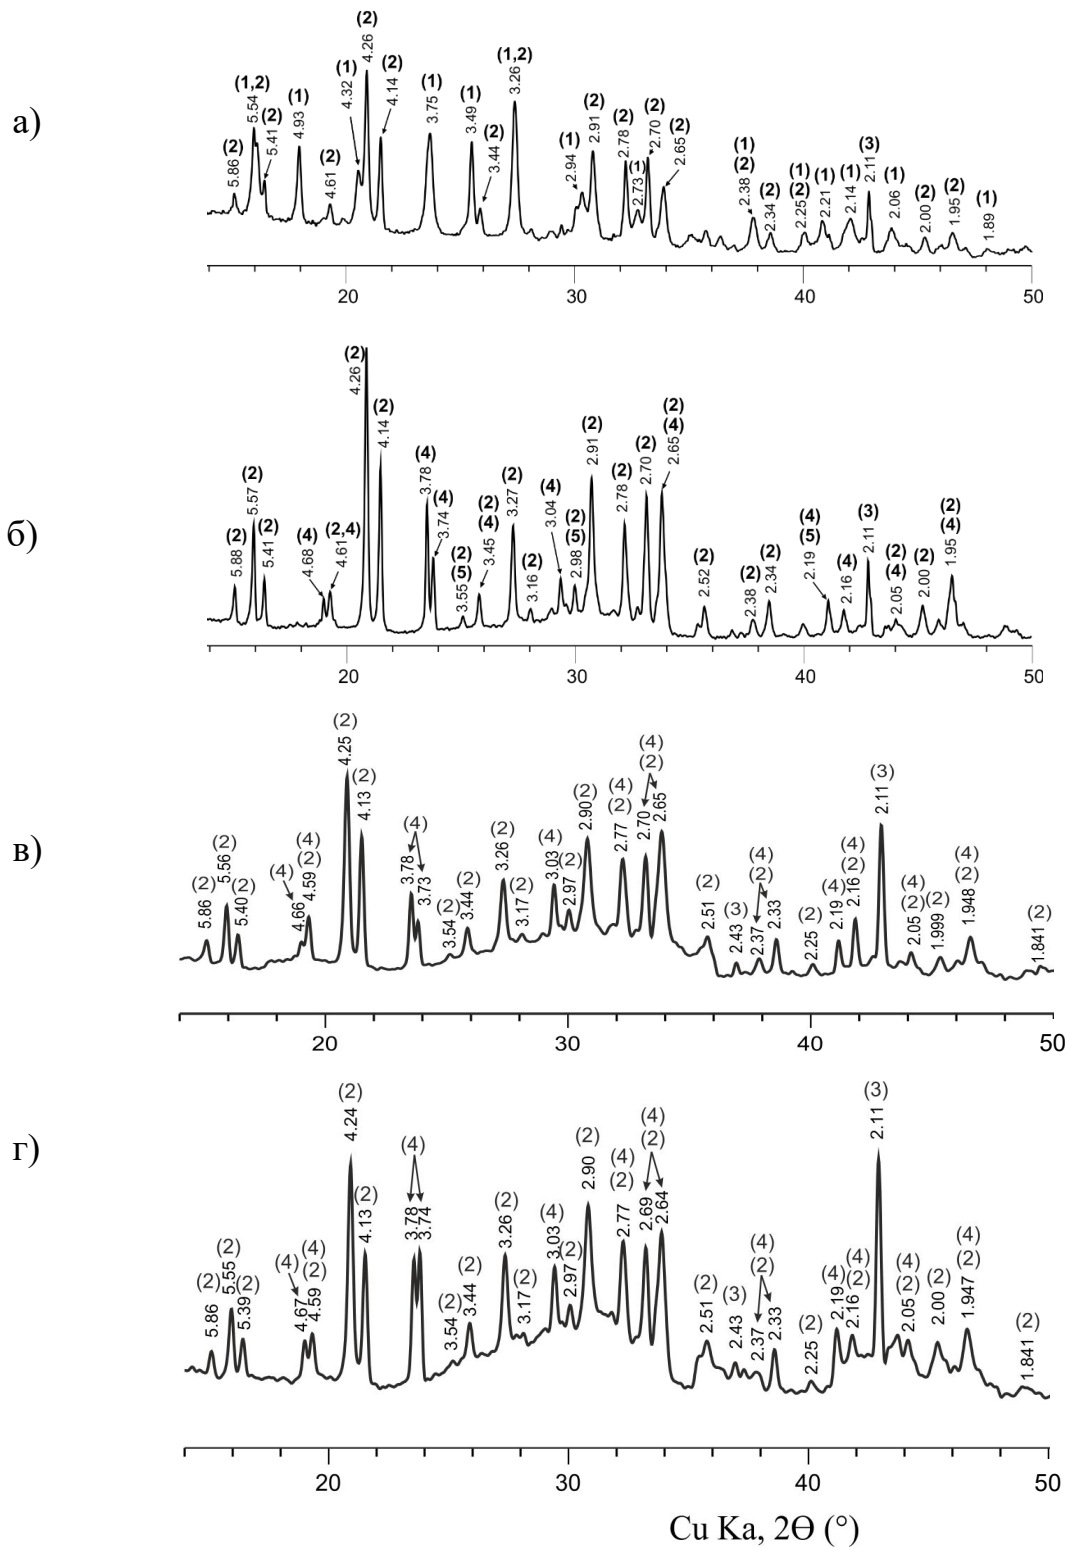 а)
(2) 5.86
(1,2) 5.54
(2) 5.41
(1) 4.93
(2) 4.61
(1) 4.32
(2) 4.26
(2) 4.14
(1) 3.75
(1) 3.49
(2) 3.44
(1,2) 3.26
(1) 2.94
(2) 2.91
(2) 2.78
(1) 2.73
(2) 2.70
(2) 2.65
(1) (2) 2.38
(2) 2.34
(1) (2) 2.25
(1) 2.21
(1) 2.14
(3) 2.11
(1) 2.06
(2) 2.00
(2) 1.95
(1) 1.89
20 30 40 50
б)
(2) 5.88
(2) 5.57
(2) 5.41
(4) 4.68
(2,4) 4.61
(2) 4.26
(2) 4.14
(4) 3.78
(4) 3.74
(2) (5) 3.55
(2) (4) 3.45
(2) 3.27
(2) 3.16
(4) 3.04
(2) (5) 2.98
(2) 2.91
(2) 2.78
(2) 2.70
(2) (4) 2.65
(2) 2.52
(2) 2.38
(2) 2.34
(4) (5) 2.19
(4) 2.16
(3) 2.11
(2) (4) 2.05
(2) 2.00
(2) (4) 1.95
20 30 40 50
в)
(2) 5.86
(2) 5.56
(2) 5.40
(4) 4.66
(4) (2) 4.59
(2) 4.25
(2) 4.13
(4) 3.78 3.73
(2) 3.54
(2) 3.44
(2) 3.26
(2) 3.17
(4) 3.03
(2) 2.97
(2) 2.90
(4) (2) 2.77
(4) (2) 2.70 2.65
(2) 2.51
(3) 2.43
(4) (2) 2.37 2.33
(2) 2.25
(4) 2.19
(4) (2) 2.16
(3) 2.11
(4) (2) 2.05
(2) 1.999
(4) (2) 1.948
(2) 1.841
20 30 40 50
г)
(2) 5.86
(2) 5.55
(2) 5.39
(4) 4.67
(4) (2) 4.59
(2) 4.24
(2) 4.13
(4) 3.78 3.74
(2) 3.54
(2) 3.44
(2) 3.26
(2) 3.17
(4) 3.03
(2) 2.97
(2) 2.90
(4) (2) 2.77
(4) (2) 2.69 2.64
(2) 2.51
(3) 2.43
(4) (2) 2.37 2.33
(2) 2.25
(4) 2.19
(4) (2) 2.16
(3) 2.11
(4) (2) 2.05
(2) 2.00
(4) (2) 1.947
(2) 1.841
20 30 40 50
Cu Ka, 2ϴ (°)